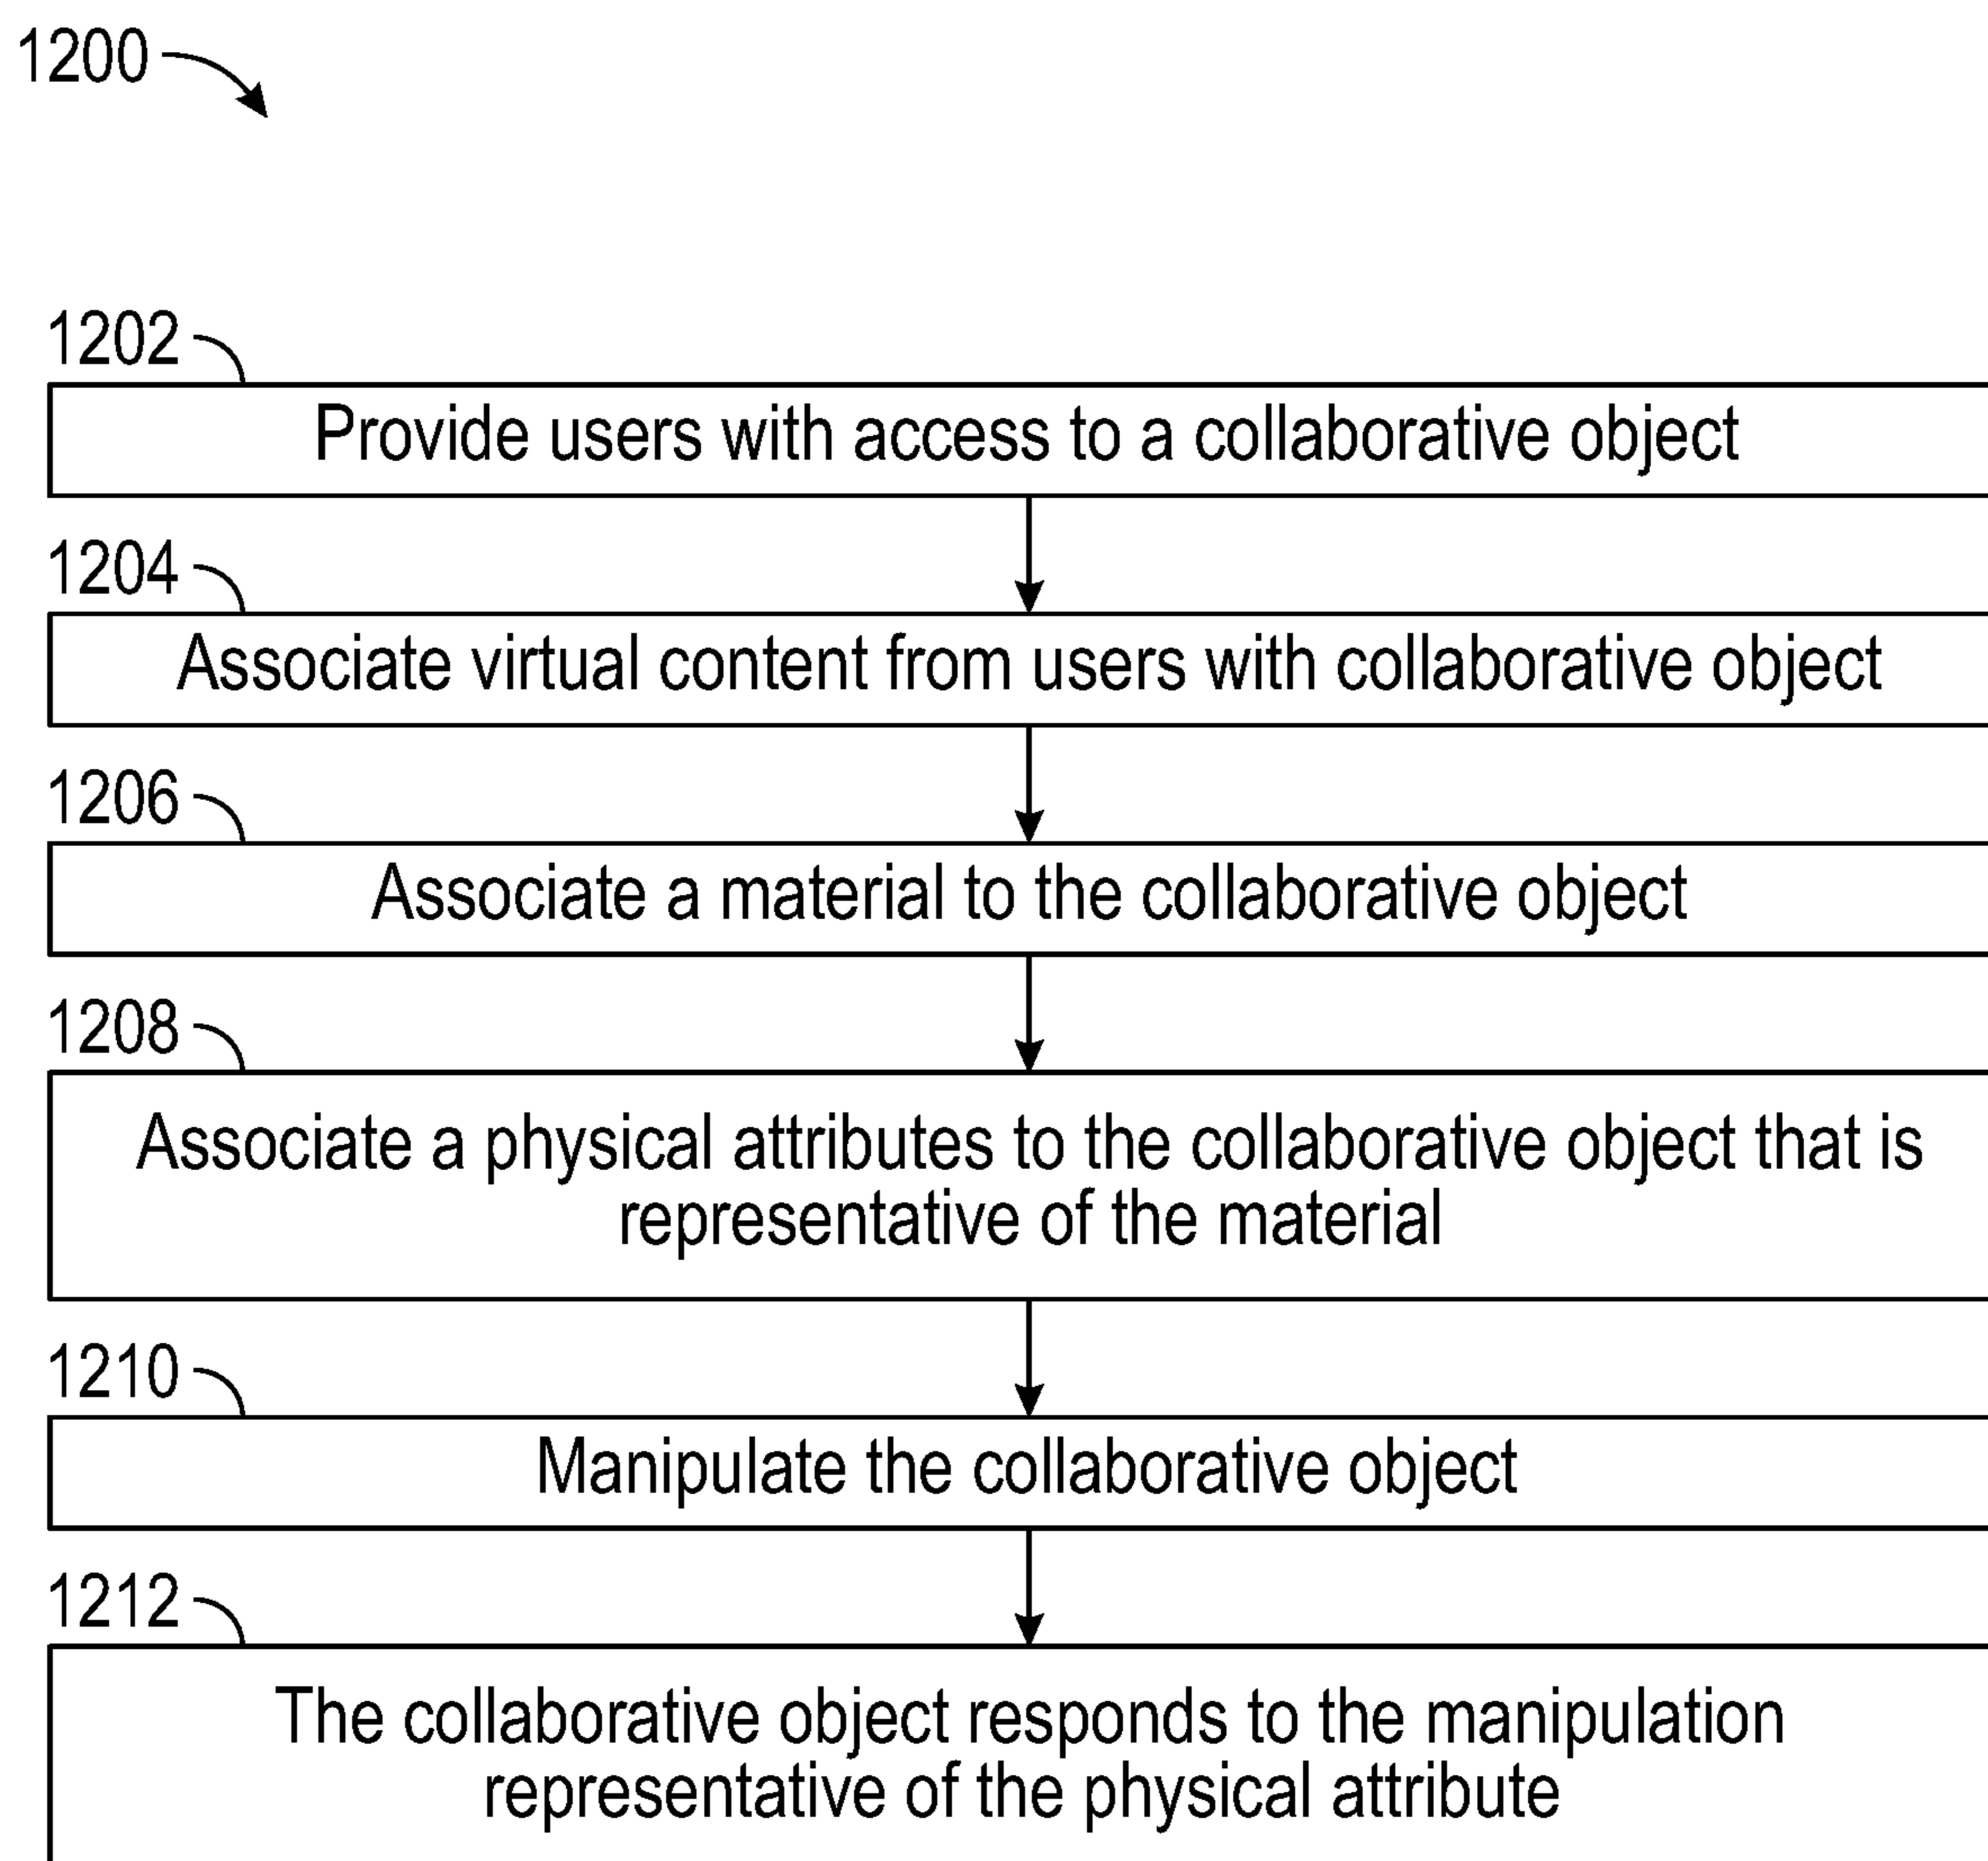 1200
1202
Provide users with access to a collaborative object
1204
Associate virtual content from users with collaborative object
1206
Associate a material to the collaborative object
1208
Associate a physical attributes to the collaborative object that is
representative of the material
1210
Manipulate the collaborative object
1212
The collaborative object responds to the manipulation
representative of the physical attribute